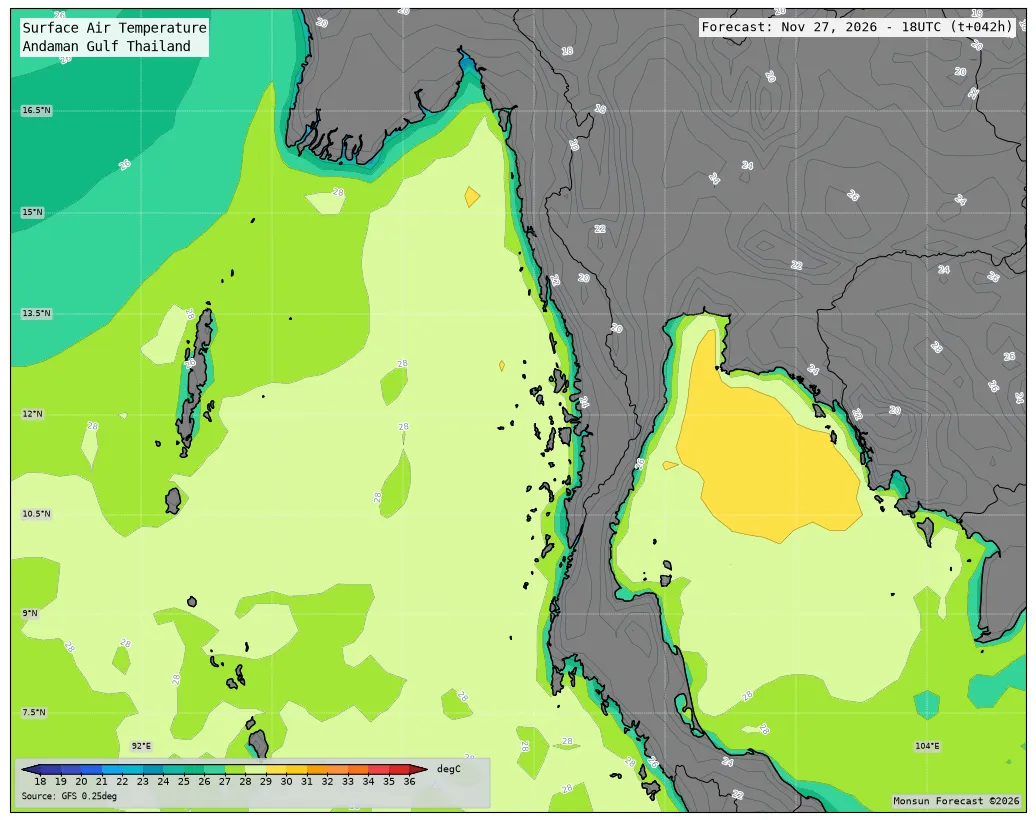 Surface Air Temperature
Andaman Gulf Thailand
Forecast: Nov 27, 2026 - 18UTC (t+042h)
16.5°N
15°N
13.5°N
12°N
10.5°N
9°N
7.5°N
92°E
104°E
18 19 20 21 22 23 24 25 26 27 28 29 30 31 32 33 34 35 36 degC
Source: GFS 0.25deg
Monsun Forecast ©2026